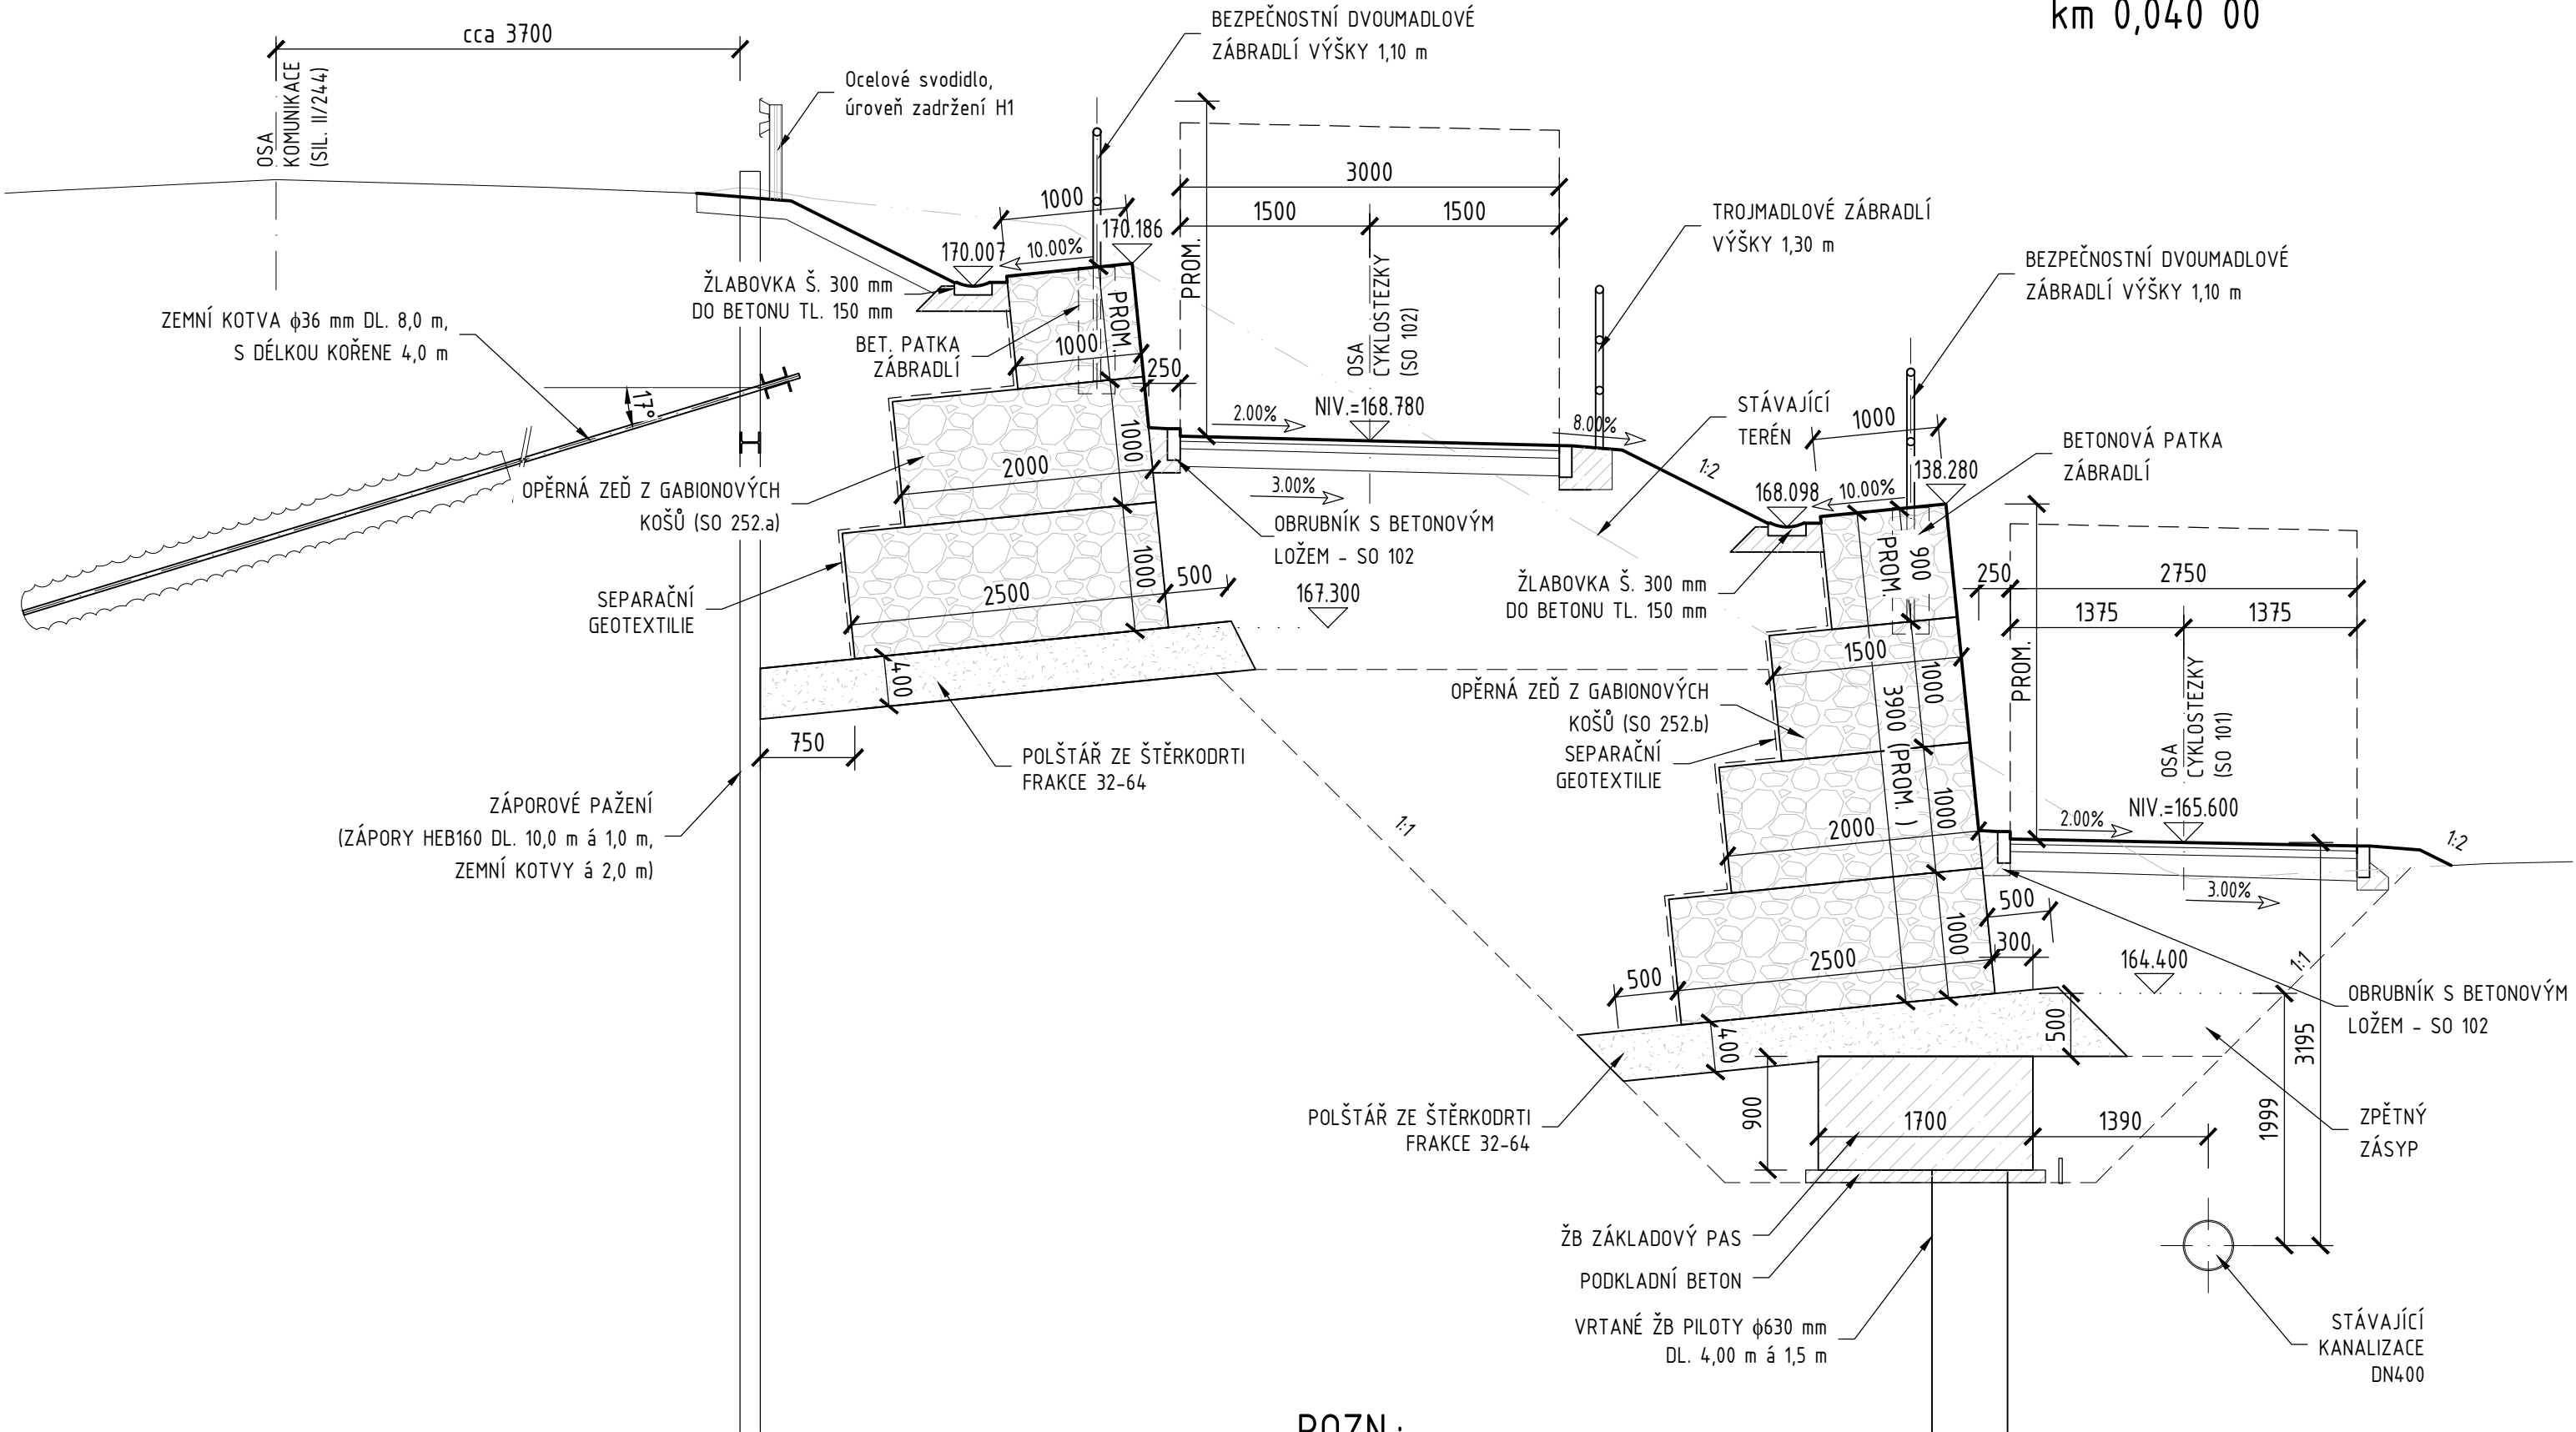 km 0,040 00
cca 3700
OSA
KOMUNIKACE
(SIL. II/244)
Ocelové svodidlo,
úroveň zadržení H1
BEZPEČNOSTNÍ DVOUMADLOVÉ
ZÁBRADLÍ VÝŠKY 1,10 m
3000
1500
1500
PROM.
OSA
CYKLOSTEZKY
(SO 102)
NIV.=168.780
2.00%
3.00%
8.00%
1:2
TROJMADLOVÉ ZÁBRADLÍ
VÝŠKY 1,30 m
BEZPEČNOSTNÍ DVOUMADLOVÉ
ZÁBRADLÍ VÝŠKY 1,10 m
1000
170.186
170.007
10.00%
ŽLABOVKA Š. 300 mm
DO BETONU TL. 150 mm
BET. PATKA
ZÁBRADLÍ
PROM.
1000
250
ZEMNÍ KOTVA ϕ36 mm DL. 8,0 m,
S DÉLKOU KOŘENE 4,0 m
17°
OPĚRNÁ ZEĎ Z GABIONOVÝCH
KOŠŮ (SO 252.a)
2000
1000
2500
1000
500
SEPARAČNÍ
GEOTEXTILIE
OBRUBNÍK S BETONOVÝM
LOŽEM - SO 102
167.300
400
750
POLŠTÁŘ ZE ŠTĚRKODRTI
FRAKCE 32-64
ZÁPOROVÉ PAŽENÍ
(ZÁPORY HEB160 DL. 10,0 m á 1,0 m,
ZEMNÍ KOTVY á 2,0 m)
STÁVAJÍCÍ
TERÉN
1000
138.280
168.098
10.00%
BETONOVÁ PATKA
ZÁBRADLÍ
ŽLABOVKA Š. 300 mm
DO BETONU TL. 150 mm
PROM.
900
250
2750
1375
1375
PROM.
OSA
CYKLOSTEZKY
(SO 101)
NIV.=165.600
2.00%
3.00%
1:2
OPĚRNÁ ZEĎ Z GABIONOVÝCH
KOŠŮ (SO 252.b)
SEPARAČNÍ
GEOTEXTILIE
1500
1000
3900 (PROM. )
2000
1000
2500
1000
500
500
300
164.400
1:1
1:1
OBRUBNÍK S BETONOVÝM
LOŽEM - SO 102
500
400
900
1700
1390
1999
3195
POLŠTÁŘ ZE ŠTĚRKODRTI
FRAKCE 32-64
ZPĚTNÝ
ZÁSYP
ŽB ZÁKLADOVÝ PAS
PODKLADNÍ BETON
VRTANÉ ŽB PILOTY ϕ630 mm
DL. 4,00 m á 1,5 m
STÁVAJÍCÍ
KANALIZACE
DN400
POZN.: